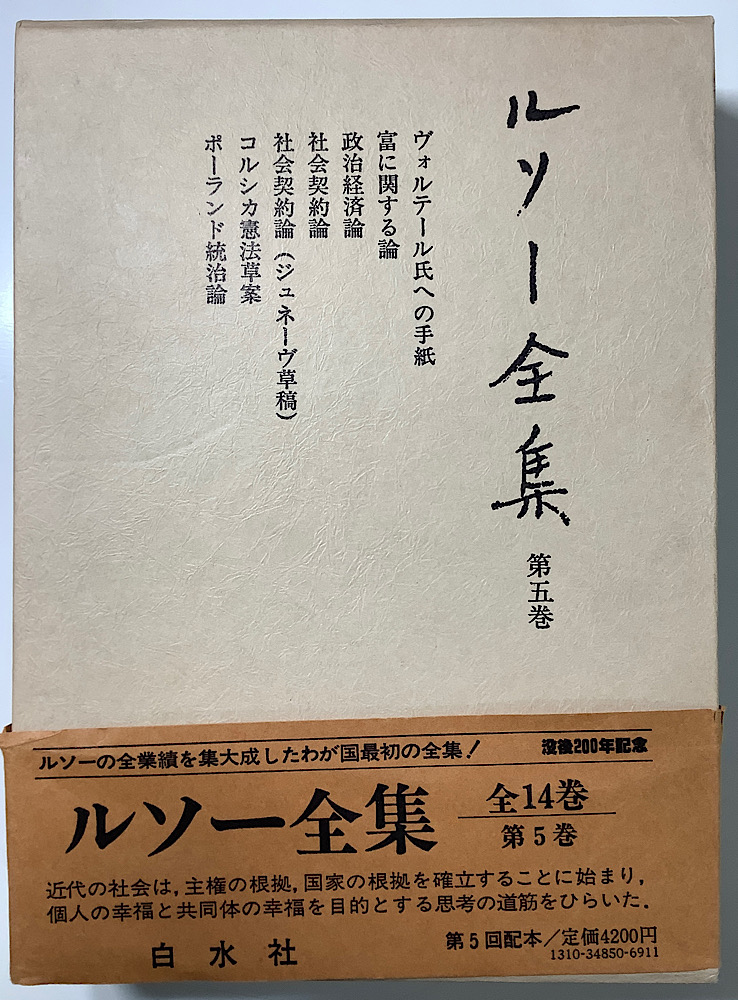 ルソー全集
第五巻
ヴォルテール氏への手紙
富に関する論
政治経済論
社会契約論
社会契約論(ジュネーヴ草稿)
コルシカ憲法草案
ポーランド統治論
ルソーの全業績を集大成したわが国最初の全集!
没後200年記念
ルソー全集
全14巻
第5巻
近代の社会は,主権の根拠,国家の根拠を確立することに始まり,
個人の幸福と共同体の幸福を目的とする思考の道筋をひらいた.
白水社
第5回配本/定価4200円
1310-34850-6911